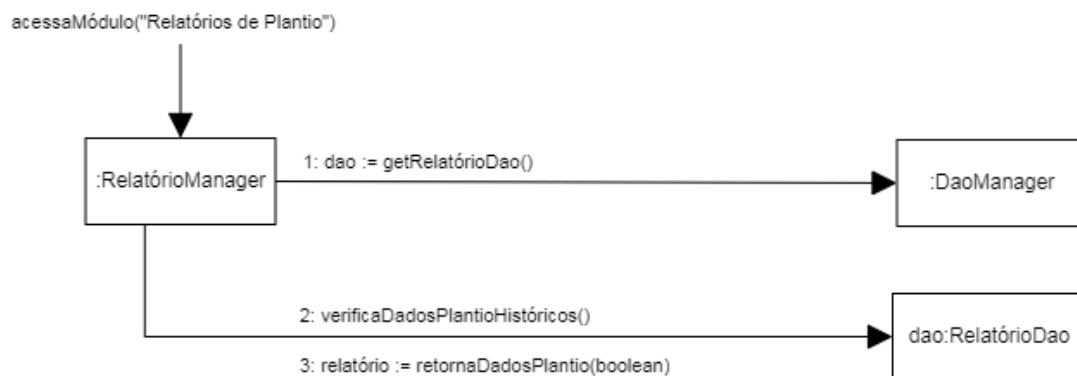 acessaMódulo("Relatórios de Plantio")
:RelatórioManager
1: dao := getRelatórioDao()
:DaoManager
2: verificaDadosPlantioHistóricos()
dao:RelatórioDao
3: relatório := retornaDadosPlantio(boolean)